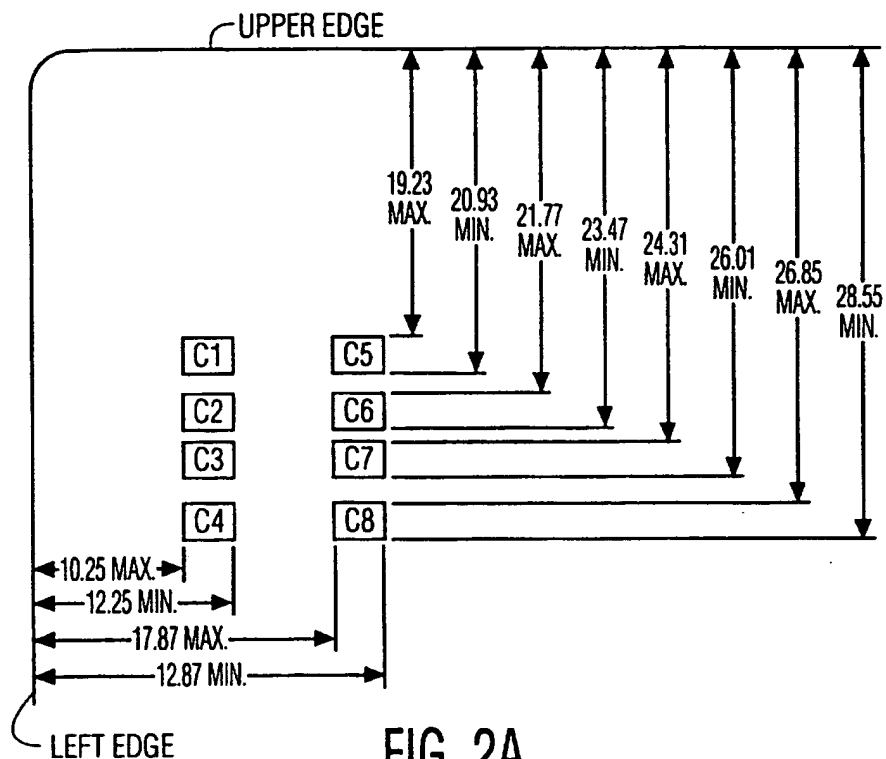 UPPER EDGE
19.23
MAX.
20.93
MIN.
21.77
MAX.
23.47
MIN.
24.31
MAX.
26.01
MIN.
26.85
MAX.
28.55
MIN.
C1
C5
C2
C6
C3
C7
C4
C8
10.25 MAX.
12.25 MIN.
17.87 MAX.
12.87 MIN.
LEFT EDGE
FIG. 2A